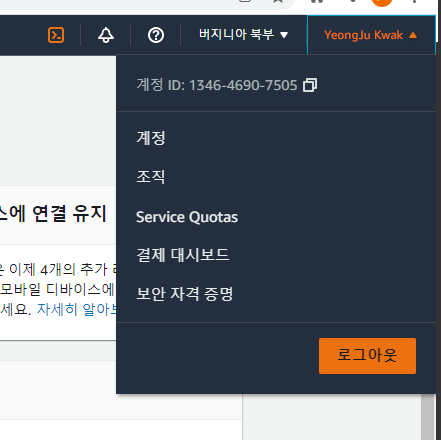 버지니아 북부 ▼
YeongJu Kwak ▲
계정 ID: 1346-4690-7505
계정
조직
Service Quotas
결제 대시보드
보안 자격 증명
로그아웃
스에 연결 유지
은 이제 4개의 추가
모바일 디바이스에
세요. 자세히 알아보